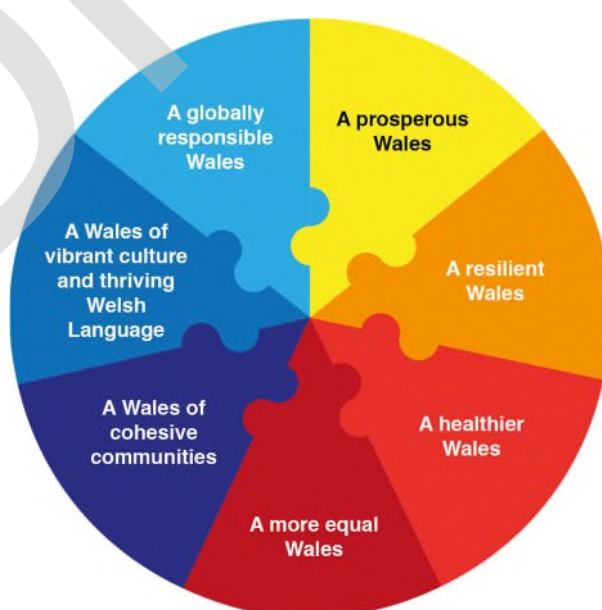 A prosperous
Wales
A resilient
Wales
A healthier
Wales
A more equal
Wales
A Wales of
cohesive
communities
A Wales of
vibrant culture
and thriving
Welsh
Language
A globally
responsible
Wales